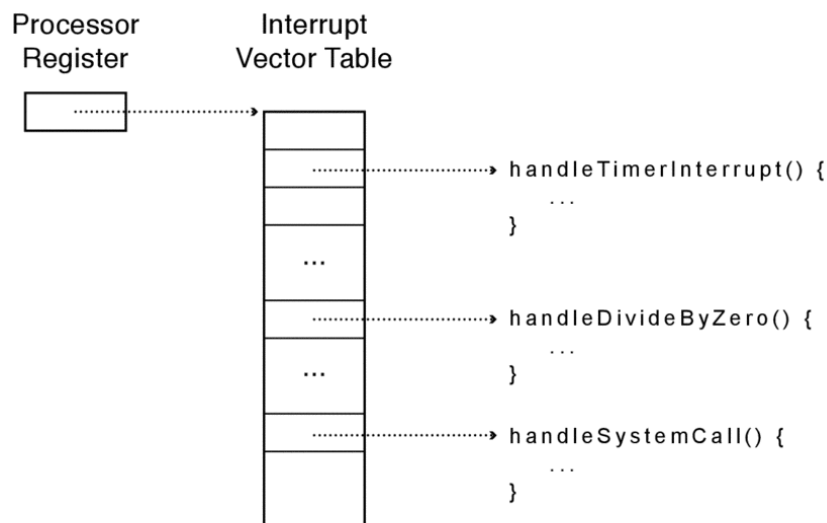 Processor
Register
Interrupt
Vector Table
handleTimerInterrupt() {
...
}
...
handleDivideByZero() {
...
}
...
handleSystemCall() {
...
}